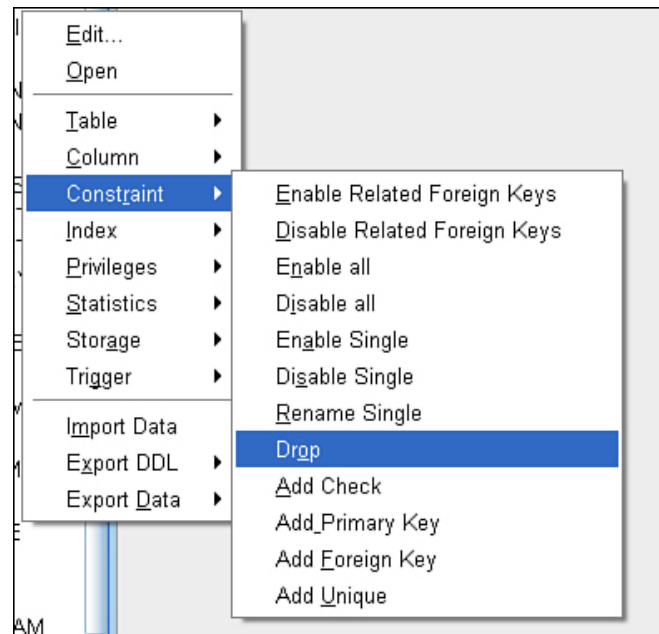 Edit...
Open
Table
Column
Constraint
Index
Privileges
Statistics
Storage
Trigger
Import Data
Export DDL
Export Data
Enable Related Foreign Keys
Disable Related Foreign Keys
Enable all
Disable all
Enable Single
Disable Single
Rename Single
Drop
Add Check
Add_Primary Key
Add Foreign Key
Add Unique
AM